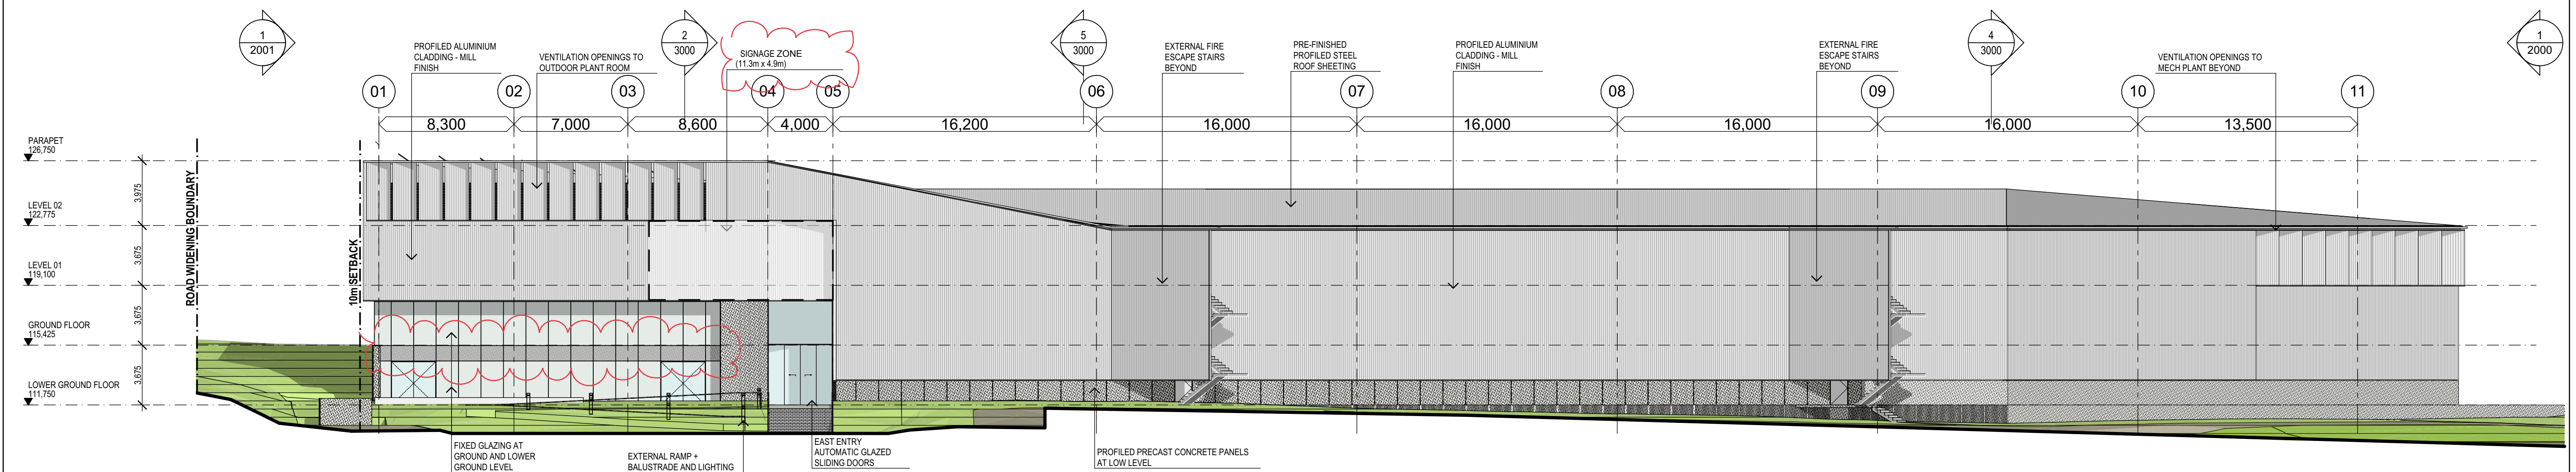 1
2001
2
3000
5
3000
4
3000
1
2000
PROFILED ALUMINIUM
CLADDING - MILL
FINISH
VENTILATION OPENINGS TO
OUTDOOR PLANT ROOM
SIGNAGE ZONE
(11.3m x 4.9m)
EXTERNAL FIRE
ESCAPE STAIRS
BEYOND
PRE-FINISHED
PROFILED STEEL
ROOF SHEETING
PROFILED ALUMINIUM
CLADDING - MILL
FINISH
EXTERNAL FIRE
ESCAPE STAIRS
BEYOND
VENTILATION OPENINGS TO
MECH PLANT BEYOND
01
02
03
04
05
06
07
08
09
10
11
8,300
7,000
8,600
4,000
16,200
16,000
16,000
16,000
16,000
13,500
PARAPET
126,750
3,975
LEVEL 02
122,775
3,675
LEVEL 01
119,100
3,675
GROUND FLOOR
115,425
3,675
LOWER GROUND FLOOR
111,750
ROAD WIDENING BOUNDARY
10m SETBACK
FIXED GLAZING AT
GROUND AND LOWER
GROUND LEVEL
EXTERNAL RAMP +
BALUSTRADE AND LIGHTING
EAST ENTRY
AUTOMATIC GLAZED
SLIDING DOORS
PROFILED PRECAST CONCRETE PANELS
AT LOW LEVEL